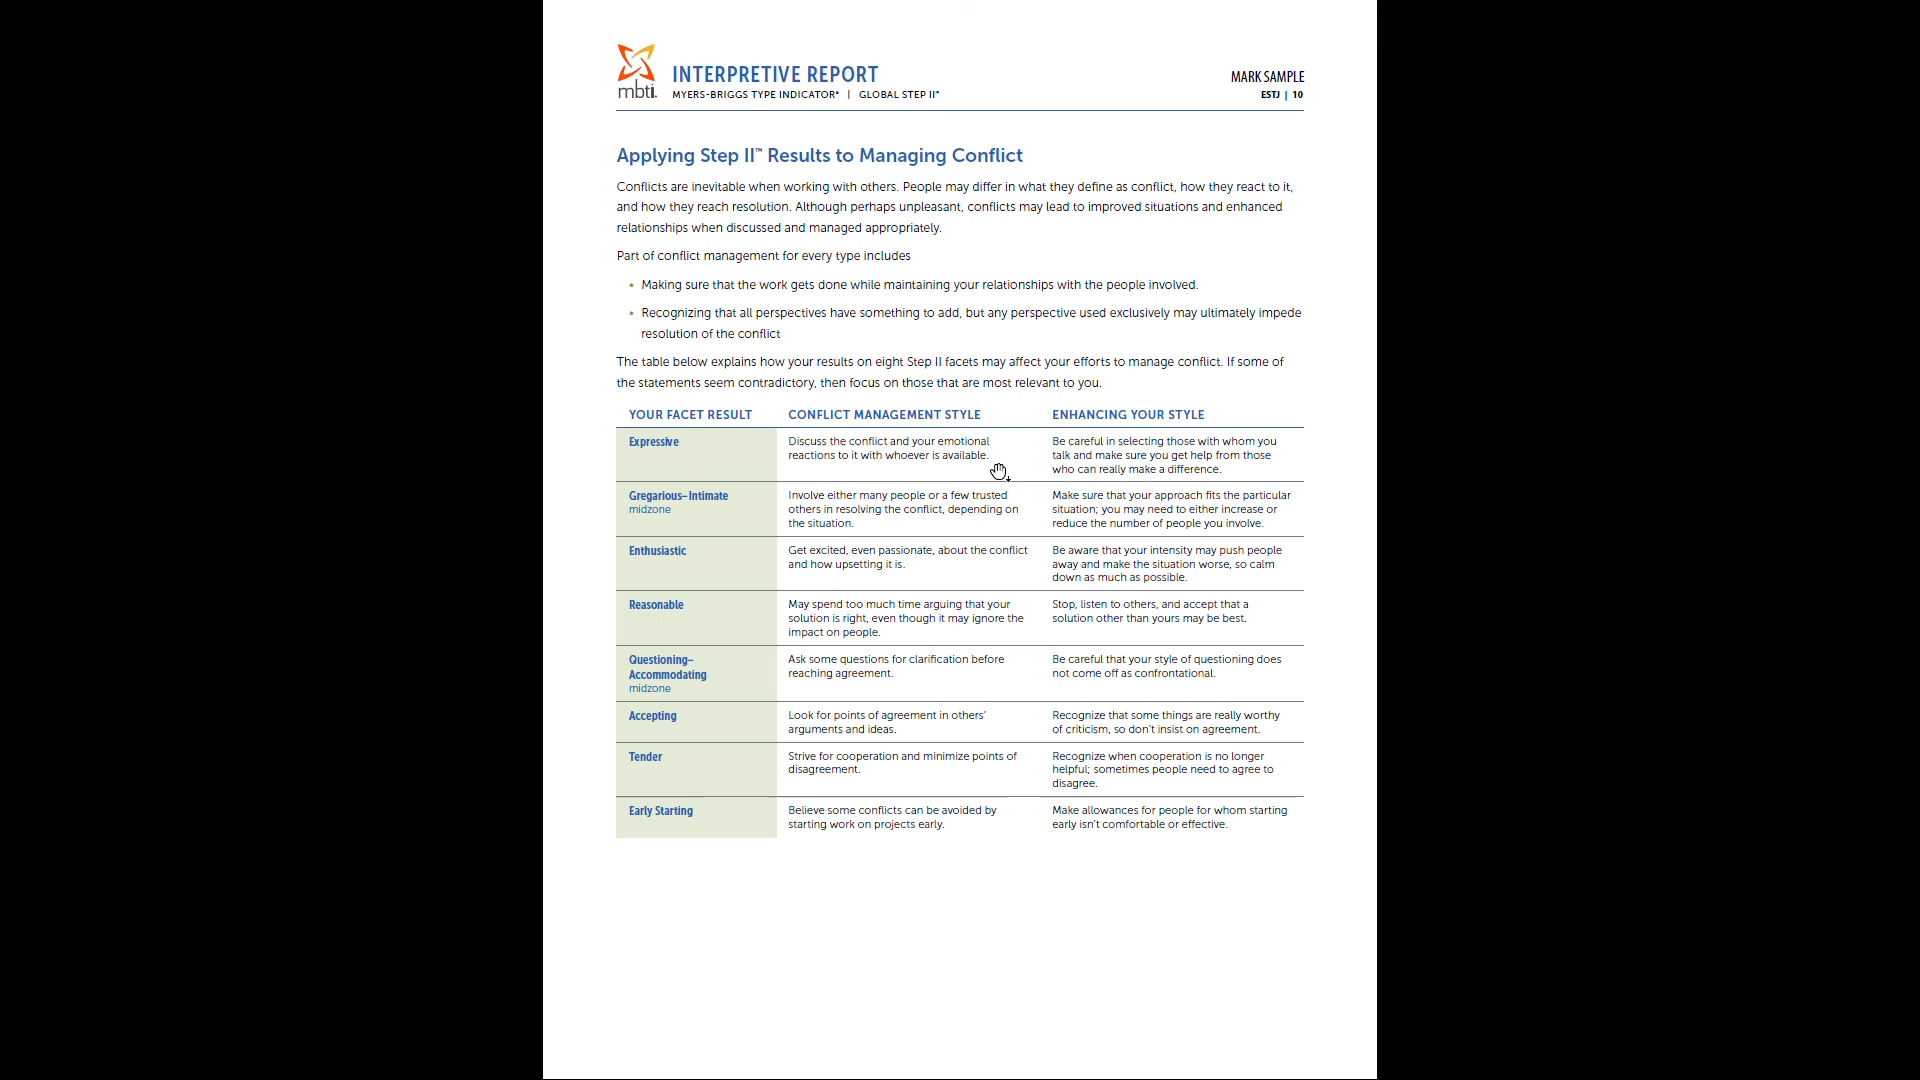 mbti.
INTERPRETIVE REPORT
MYERS-BRIGGS TYPE INDICATOR® | GLOBAL STEP II™
MARK SAMPLE
ESTJ | 10
Applying Step II™ Results to Managing Conflict
Conflicts are inevitable when working with others. People may differ in what they define as conflict, how they react to it,
and how they reach resolution. Although perhaps unpleasant, conflicts may lead to improved situations and enhanced
relationships when discussed and managed appropriately.
Part of conflict management for every type includes
• Making sure that the work gets done while maintaining your relationships with the people involved.
• Recognizing that all perspectives have something to add, but any perspective used exclusively may ultimately impede
resolution of the conflict
The table below explains how your results on eight Step II facets may affect your efforts to manage conflict. If some of
the statements seem contradictory, then focus on those that are most relevant to you.
YOUR FACET RESULT CONFLICT MANAGEMENT STYLE ENHANCING YOUR STYLE
Expressive
Discuss the conflict and your emotional
reactions to it with whoever is available.
Be careful in selecting those with whom you
talk and make sure you get help from those
who can really make a difference.
Gregarious–Intimate
midzone
Involve either many people or a few trusted
others in resolving the conflict, depending on
the situation.
Make sure that your approach fits the particular
situation; you may need to either increase or
reduce the number of people you involve.
Enthusiastic
Get excited, even passionate, about the conflict
and how upsetting it is.
Be aware that your intensity may push people
away and make the situation worse, so calm
down as much as possible.
Reasonable
May spend too much time arguing that your
solution is right, even though it may ignore the
impact on people.
Stop, listen to others, and accept that a
solution other than yours may be best.
Questioning–
Accommodating
midzone
Ask some questions for clarification before
reaching agreement.
Be careful that your style of questioning does
not come off as confrontational.
Accepting
Look for points of agreement in others’
arguments and ideas.
Recognize that some things are really worthy
of criticism, so don’t insist on agreement.
Tender
Strive for cooperation and minimize points of
disagreement.
Recognize when cooperation is no longer
helpful; sometimes people need to agree to
disagree.
Early Starting
Believe some conflicts can be avoided by
starting work on projects early.
Make allowances for people for whom starting
early isn’t comfortable or effective.